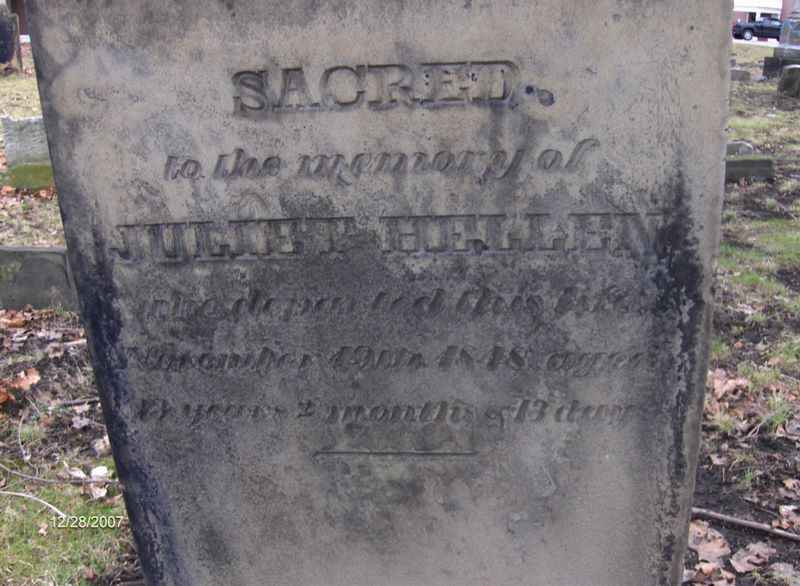 SACRED
to the memory of
JULIET HELLEN
who departed this life
November 19th 1848 aged
years 2 months & 13 days
12/28/2007